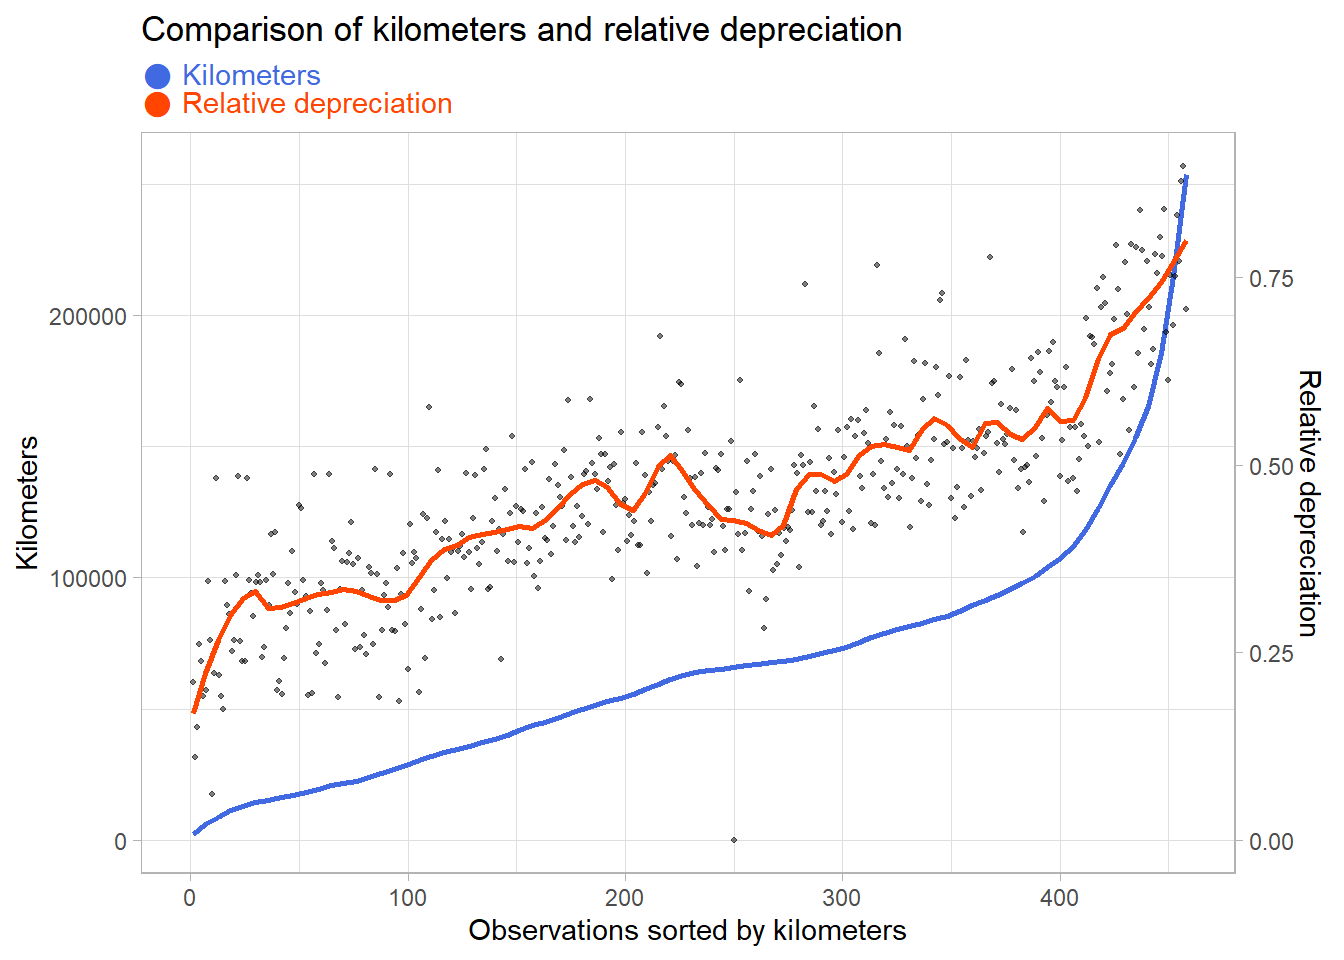 Comparison of kilometers and relative depreciation
Kilometers
Relative depreciation
Kilometers
200000
100000
0
0.75
0.50
0.25
0.00
Relative depreciation
0 100 200 300 400
Observations sorted by kilometers